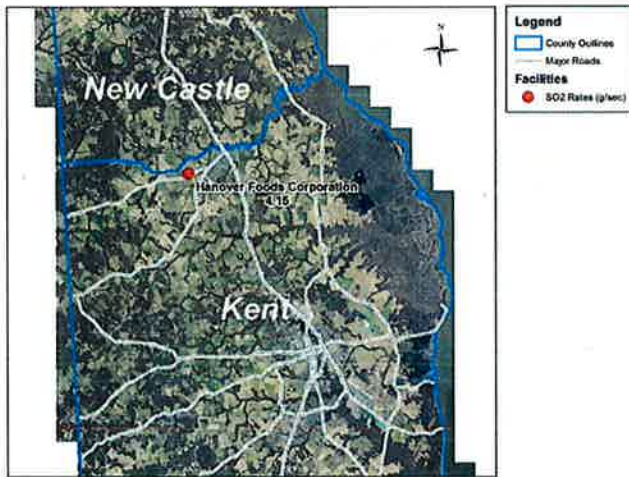 New Castle
N
Hanover Foods Corporation
4.15
Kent
Legend
County Outlines
Major Roads
Facilities
SO2 Rates (g/sec)